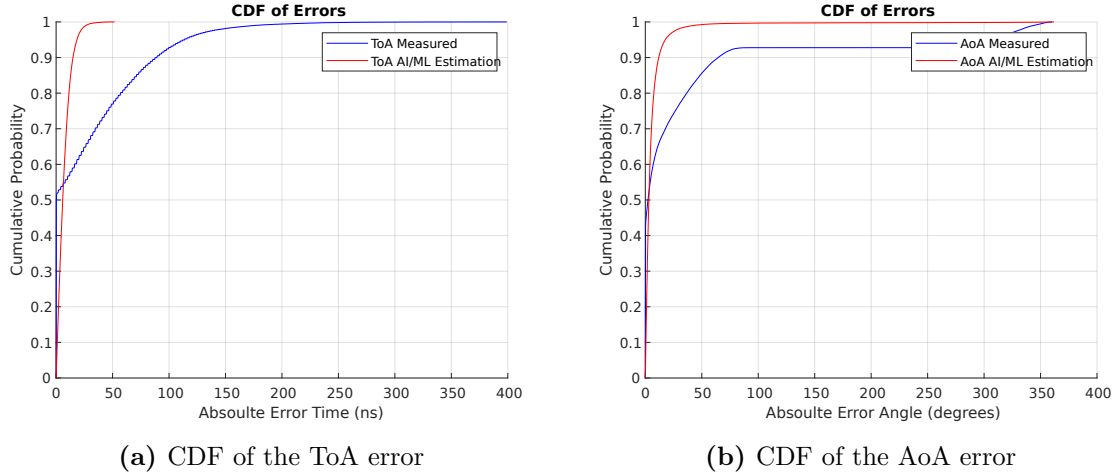 CDF of Errors
1
0.9
0.8
0.7
0.6
0.5
0.4
0.3
0.2
0.1
0
Cumulative Probability
ToA Measured
ToA AI/ML Estimation
0 50 100 150 200 250 300 350 400
Absoulte Error Time (ns)
(a) CDF of the ToA error
CDF of Errors
1
0.9
0.8
0.7
0.6
0.5
0.4
0.3
0.2
0.1
0
Cumulative Probability
AoA Measured
AoA AI/ML Estimation
0 50 100 150 200 250 300 350 400
Absoulte Error Angle (degrees)
(b) CDF of the AoA error